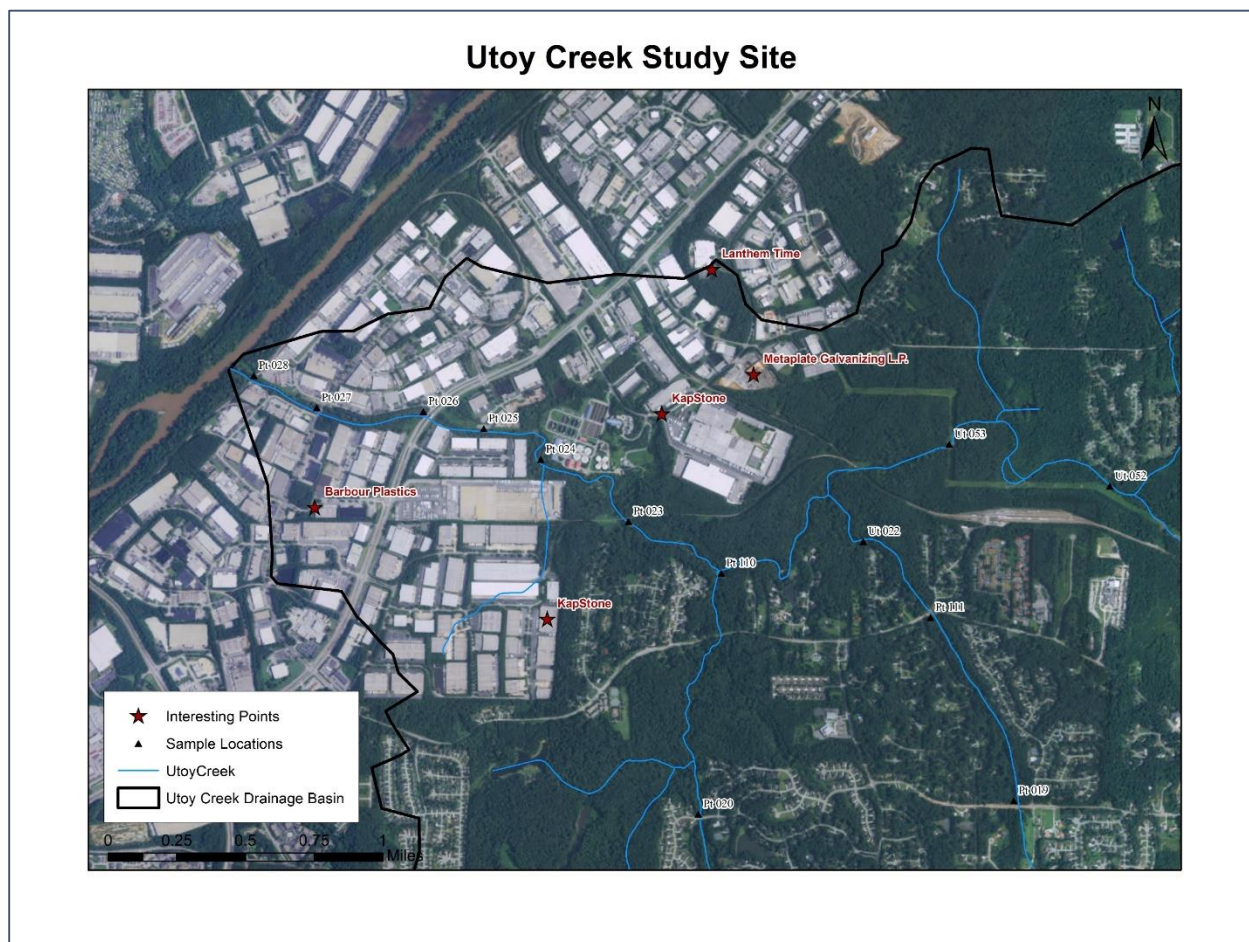 Utoy Creek Study Site
N
Lanthem Time
Metaplate Galvanizing L.P.
Pt 028
Pt 027
Pt 026
KapStone
Pt 025
Ut 053
Pt 024
Ut 052
Barbour Plastics
Pt 023
Ut 022
Pt 110
KapStone
Pt 111
Interesting Points
Sample Locations
UtoyCreek
Utoy Creek Drainage Basin
Pt 020
Pt 019
0 0.25 0.5 0.75 1
Miles